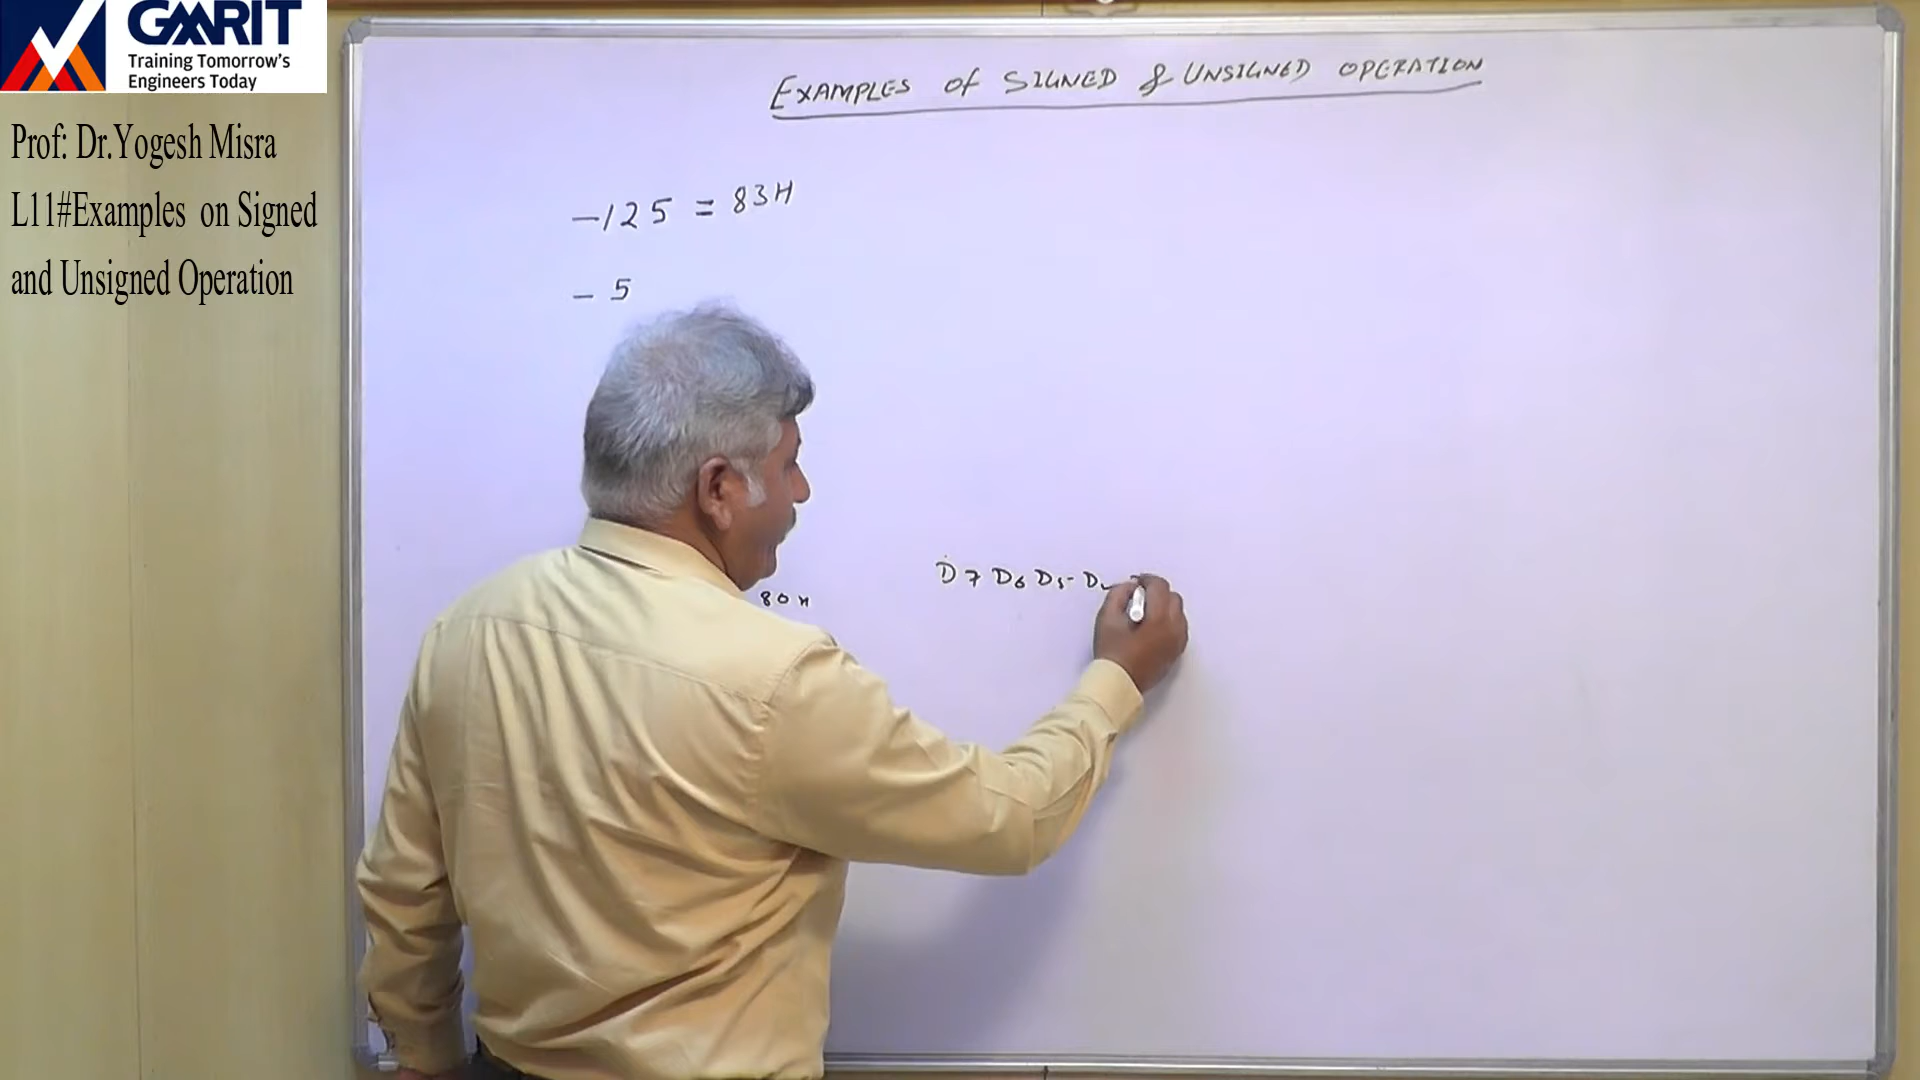 GMRIT
Training Tomorrow's
Engineers Today
Prof: Dr.Yogesh Misra
L11#Examples on Signed
and Unsigned Operation
EXAMPLES OF SIGNED & UNSIGNED OPERATION
-125 = 83H
- 5
80H
D7 D6 D5 D4